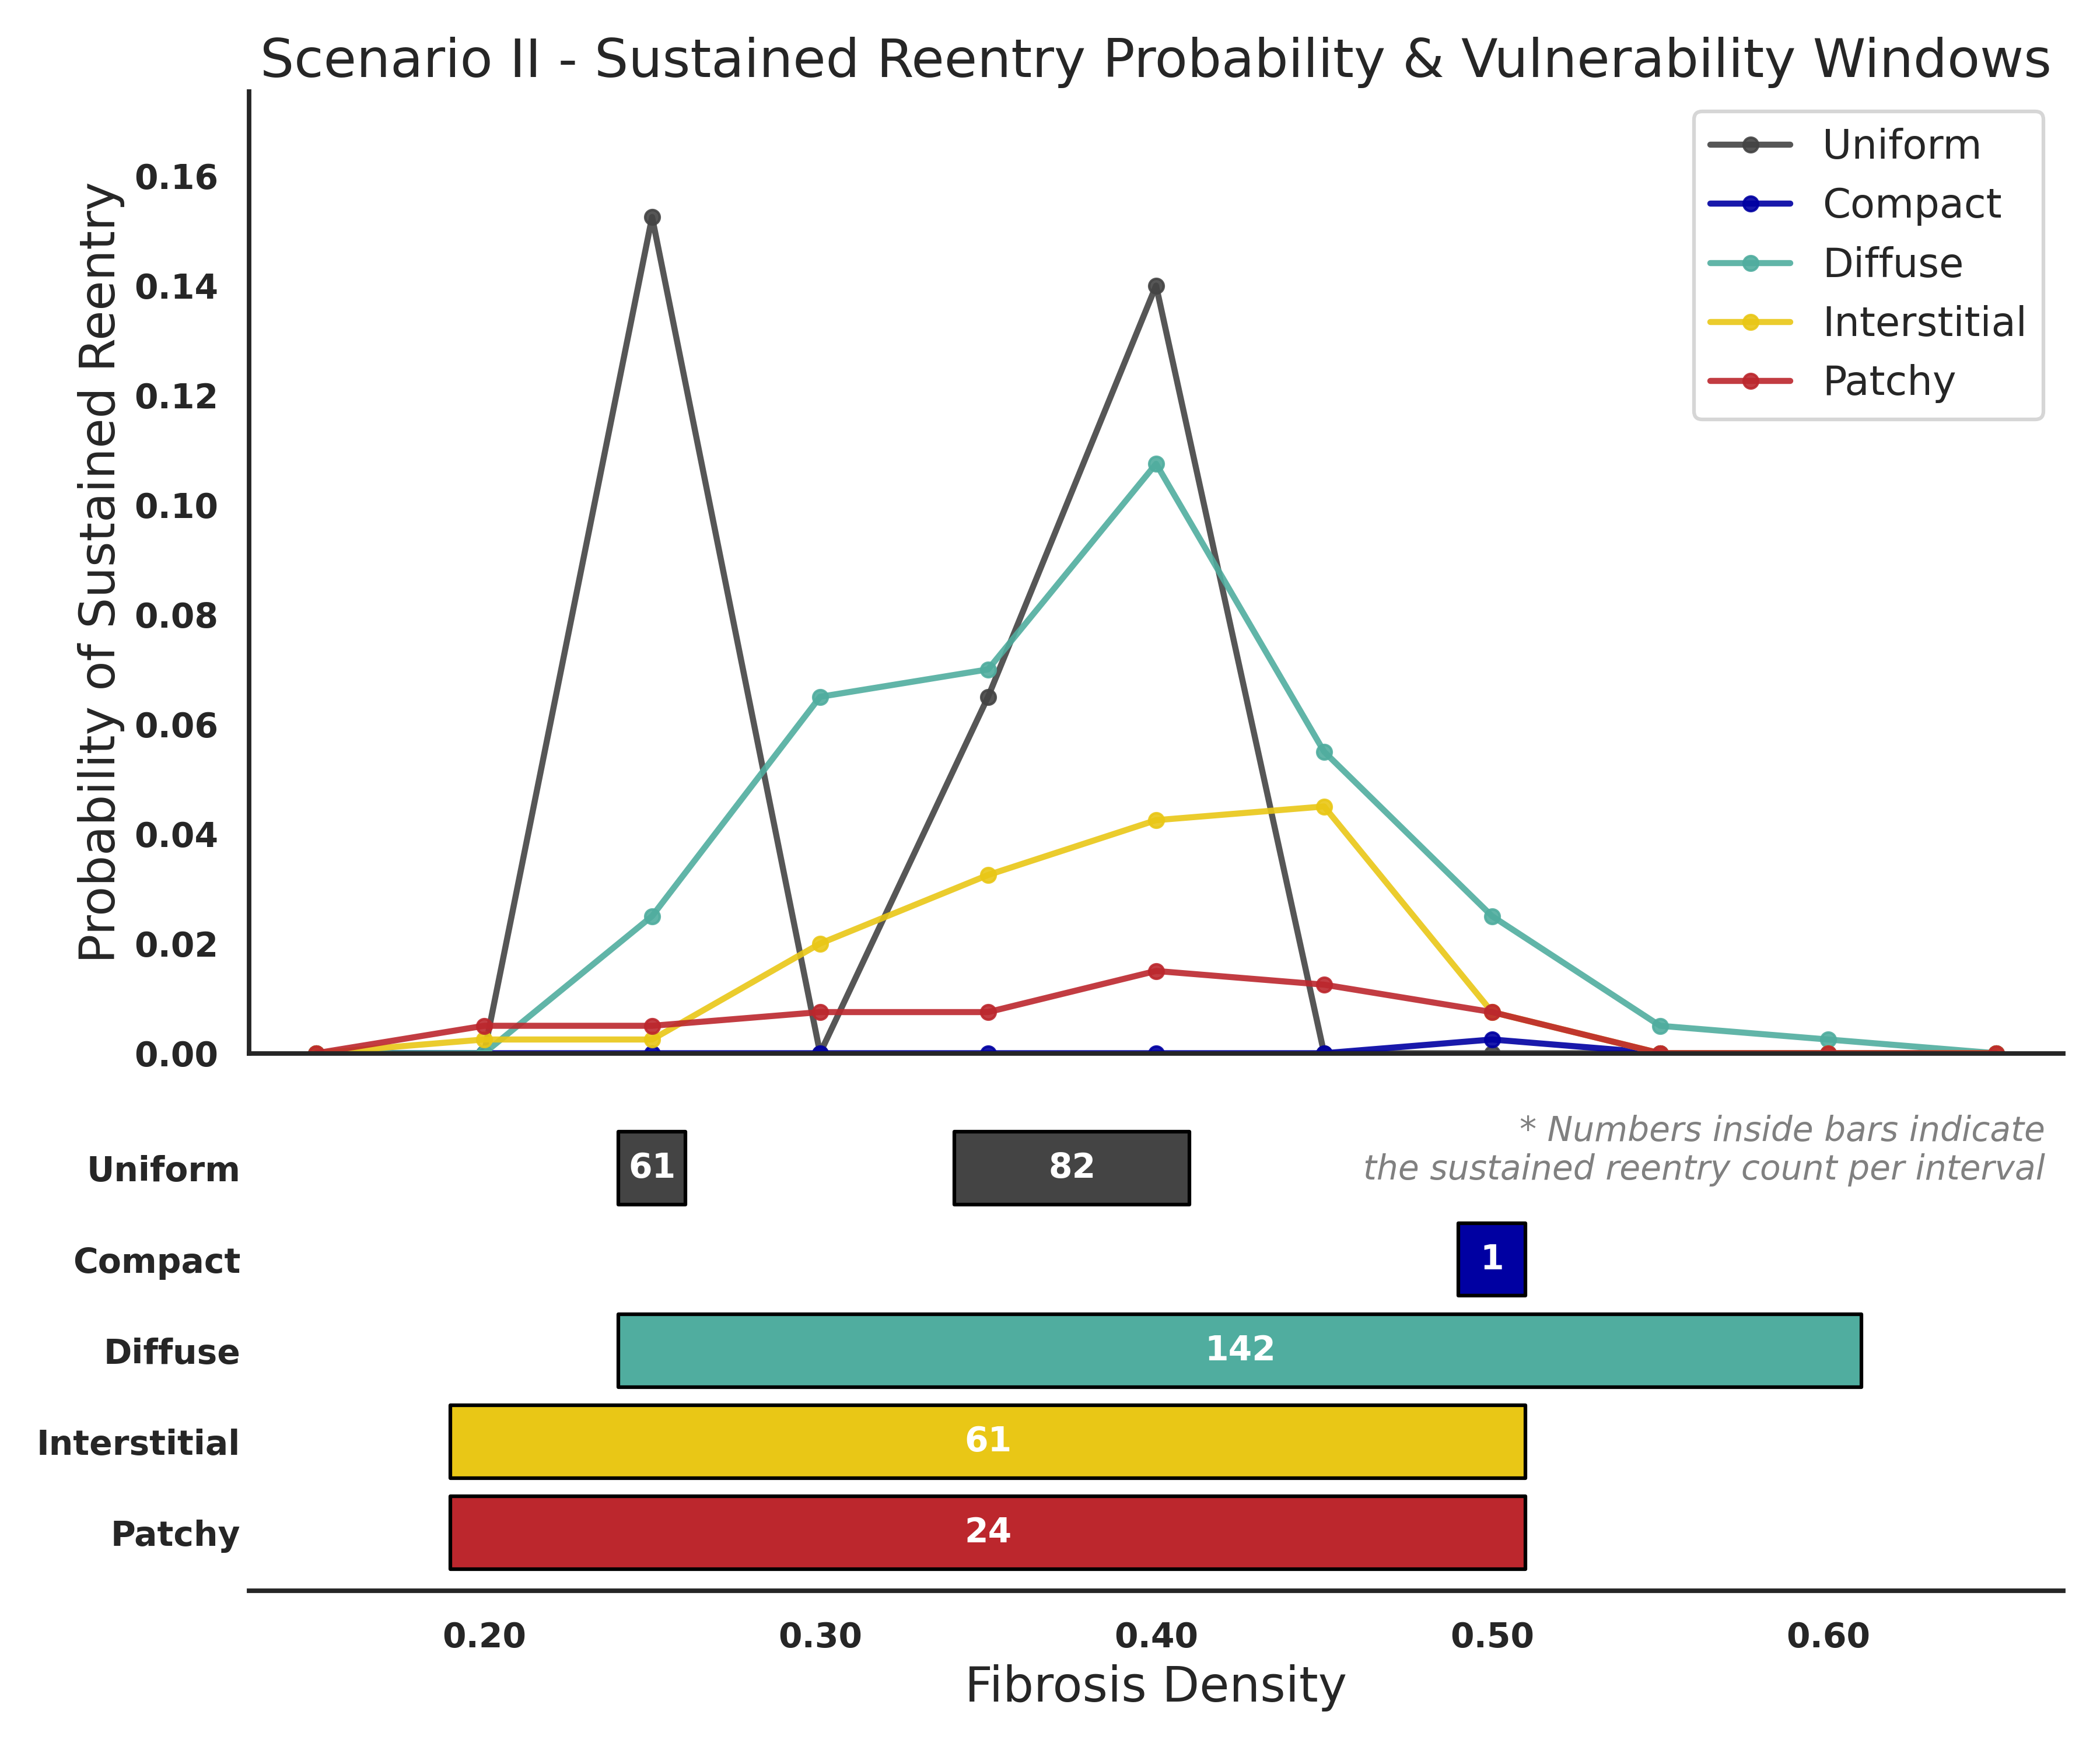 Scenario II - Sustained Reentry Probability & Vulnerability Windows
Probability of Sustained Reentry
0.16
0.14
0.12
0.10
0.08
0.06
0.04
0.02
0.00
Uniform
Compact
Diffuse
Interstitial
Patchy
* Numbers inside bars indicate
the sustained reentry count per interval
Uniform
61
82
Compact
1
Diffuse
142
Interstitial
61
Patchy
24
0.20
0.30
0.40
0.50
0.60
Fibrosis Density